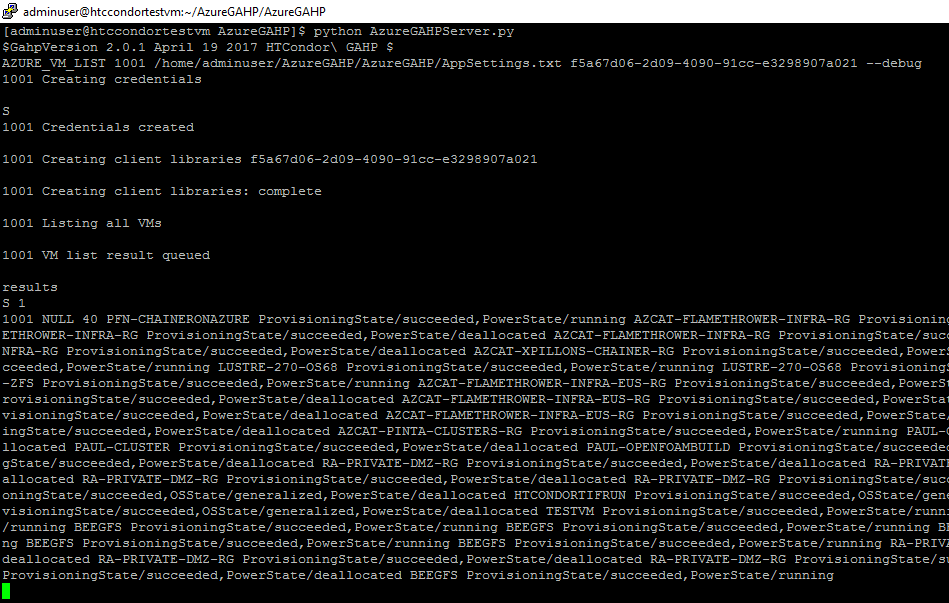 adminuser@htccondortestvm:~/AzureGAHP/AzureGAHP
[adminuser@htccondortestvm AzureGAHP]$ python AzureGAHPServer.py
$GahpVersion 2.0.1 April 19 2017 HTCondor\ GAHP $
AZURE_VM_LIST 1001 /home/adminuser/AzureGAHP/AzureGAHP/AppSettings.txt f5a67d06-2d09-4090-91cc-e3298907a021 --debug
1001 Creating credentials
S
1001 Credentials created
1001 Creating client libraries f5a67d06-2d09-4090-91cc-e3298907a021
1001 Creating client libraries: complete
1001 Listing all VMs
1001 VM list result queued
results
S 1
1001 NULL 40 PFN-CHAINERONAZURE ProvisioningState/succeeded,PowerState/running AZCAT-FLAMETHROWER-INFRA-RG Provisioning
ETHROWER-INFRA-RG ProvisioningState/succeeded,PowerState/deallocated AZCAT-FLAMETHROWER-INFRA-RG ProvisioningState/succ
NFRA-RG ProvisioningState/succeeded,PowerState/deallocated AZCAT-XPILLONS-CHAINER-RG ProvisioningState/succeeded,PowerS
cceeded,PowerState/running LUSTRE-270-OS68 ProvisioningState/succeeded,PowerState/running LUSTRE-270-OS68 ProvisioningS
-ZFS ProvisioningState/succeeded,PowerState/running AZCAT-FLAMETHROWER-INFRA-EUS-RG ProvisioningState/succeeded,PowerSt
rovisioningState/succeeded,PowerState/deallocated AZCAT-FLAMETHROWER-INFRA-EUS-RG ProvisioningState/succeeded,PowerStat
visioningState/succeeded,PowerState/deallocated AZCAT-FLAMETHROWER-INFRA-EUS-RG ProvisioningState/succeeded,PowerState/
ingState/succeeded,PowerState/deallocated AZCAT-PINTA-CLUSTERS-RG ProvisioningState/succeeded,PowerState/running PAUL-C
llocated PAUL-CLUSTER ProvisioningState/succeeded,PowerState/deallocated PAUL-OPENFOAMBUILD ProvisioningState/succeeded
gState/succeeded,PowerState/deallocated RA-PRIVATE-DMZ-RG ProvisioningState/succeeded,PowerState/deallocated RA-PRIVATE
allocated RA-PRIVATE-DMZ-RG ProvisioningState/succeeded,PowerState/deallocated RA-PRIVATE-DMZ-RG ProvisioningState/succ
oningState/succeeded,OSState/generalized,PowerState/deallocated HTCONDORTIFRUN ProvisioningState/succeeded,OSState/gene
visioningState/succeeded,OSState/generalized,PowerState/deallocated TESTVM ProvisioningState/succeeded,PowerState/runni
/running BEEGFS ProvisioningState/succeeded,PowerState/running BEEGFS ProvisioningState/succeeded,PowerState/running BE
ng BEEGFS ProvisioningState/succeeded,PowerState/running BEEGFS ProvisioningState/succeeded,PowerState/running RA-PRIVA
deallocated RA-PRIVATE-DMZ-RG ProvisioningState/succeeded,PowerState/deallocated RA-PRIVATE-DMZ-RG ProvisioningState/su
ProvisioningState/succeeded,PowerState/deallocated BEEGFS ProvisioningState/succeeded,PowerState/running